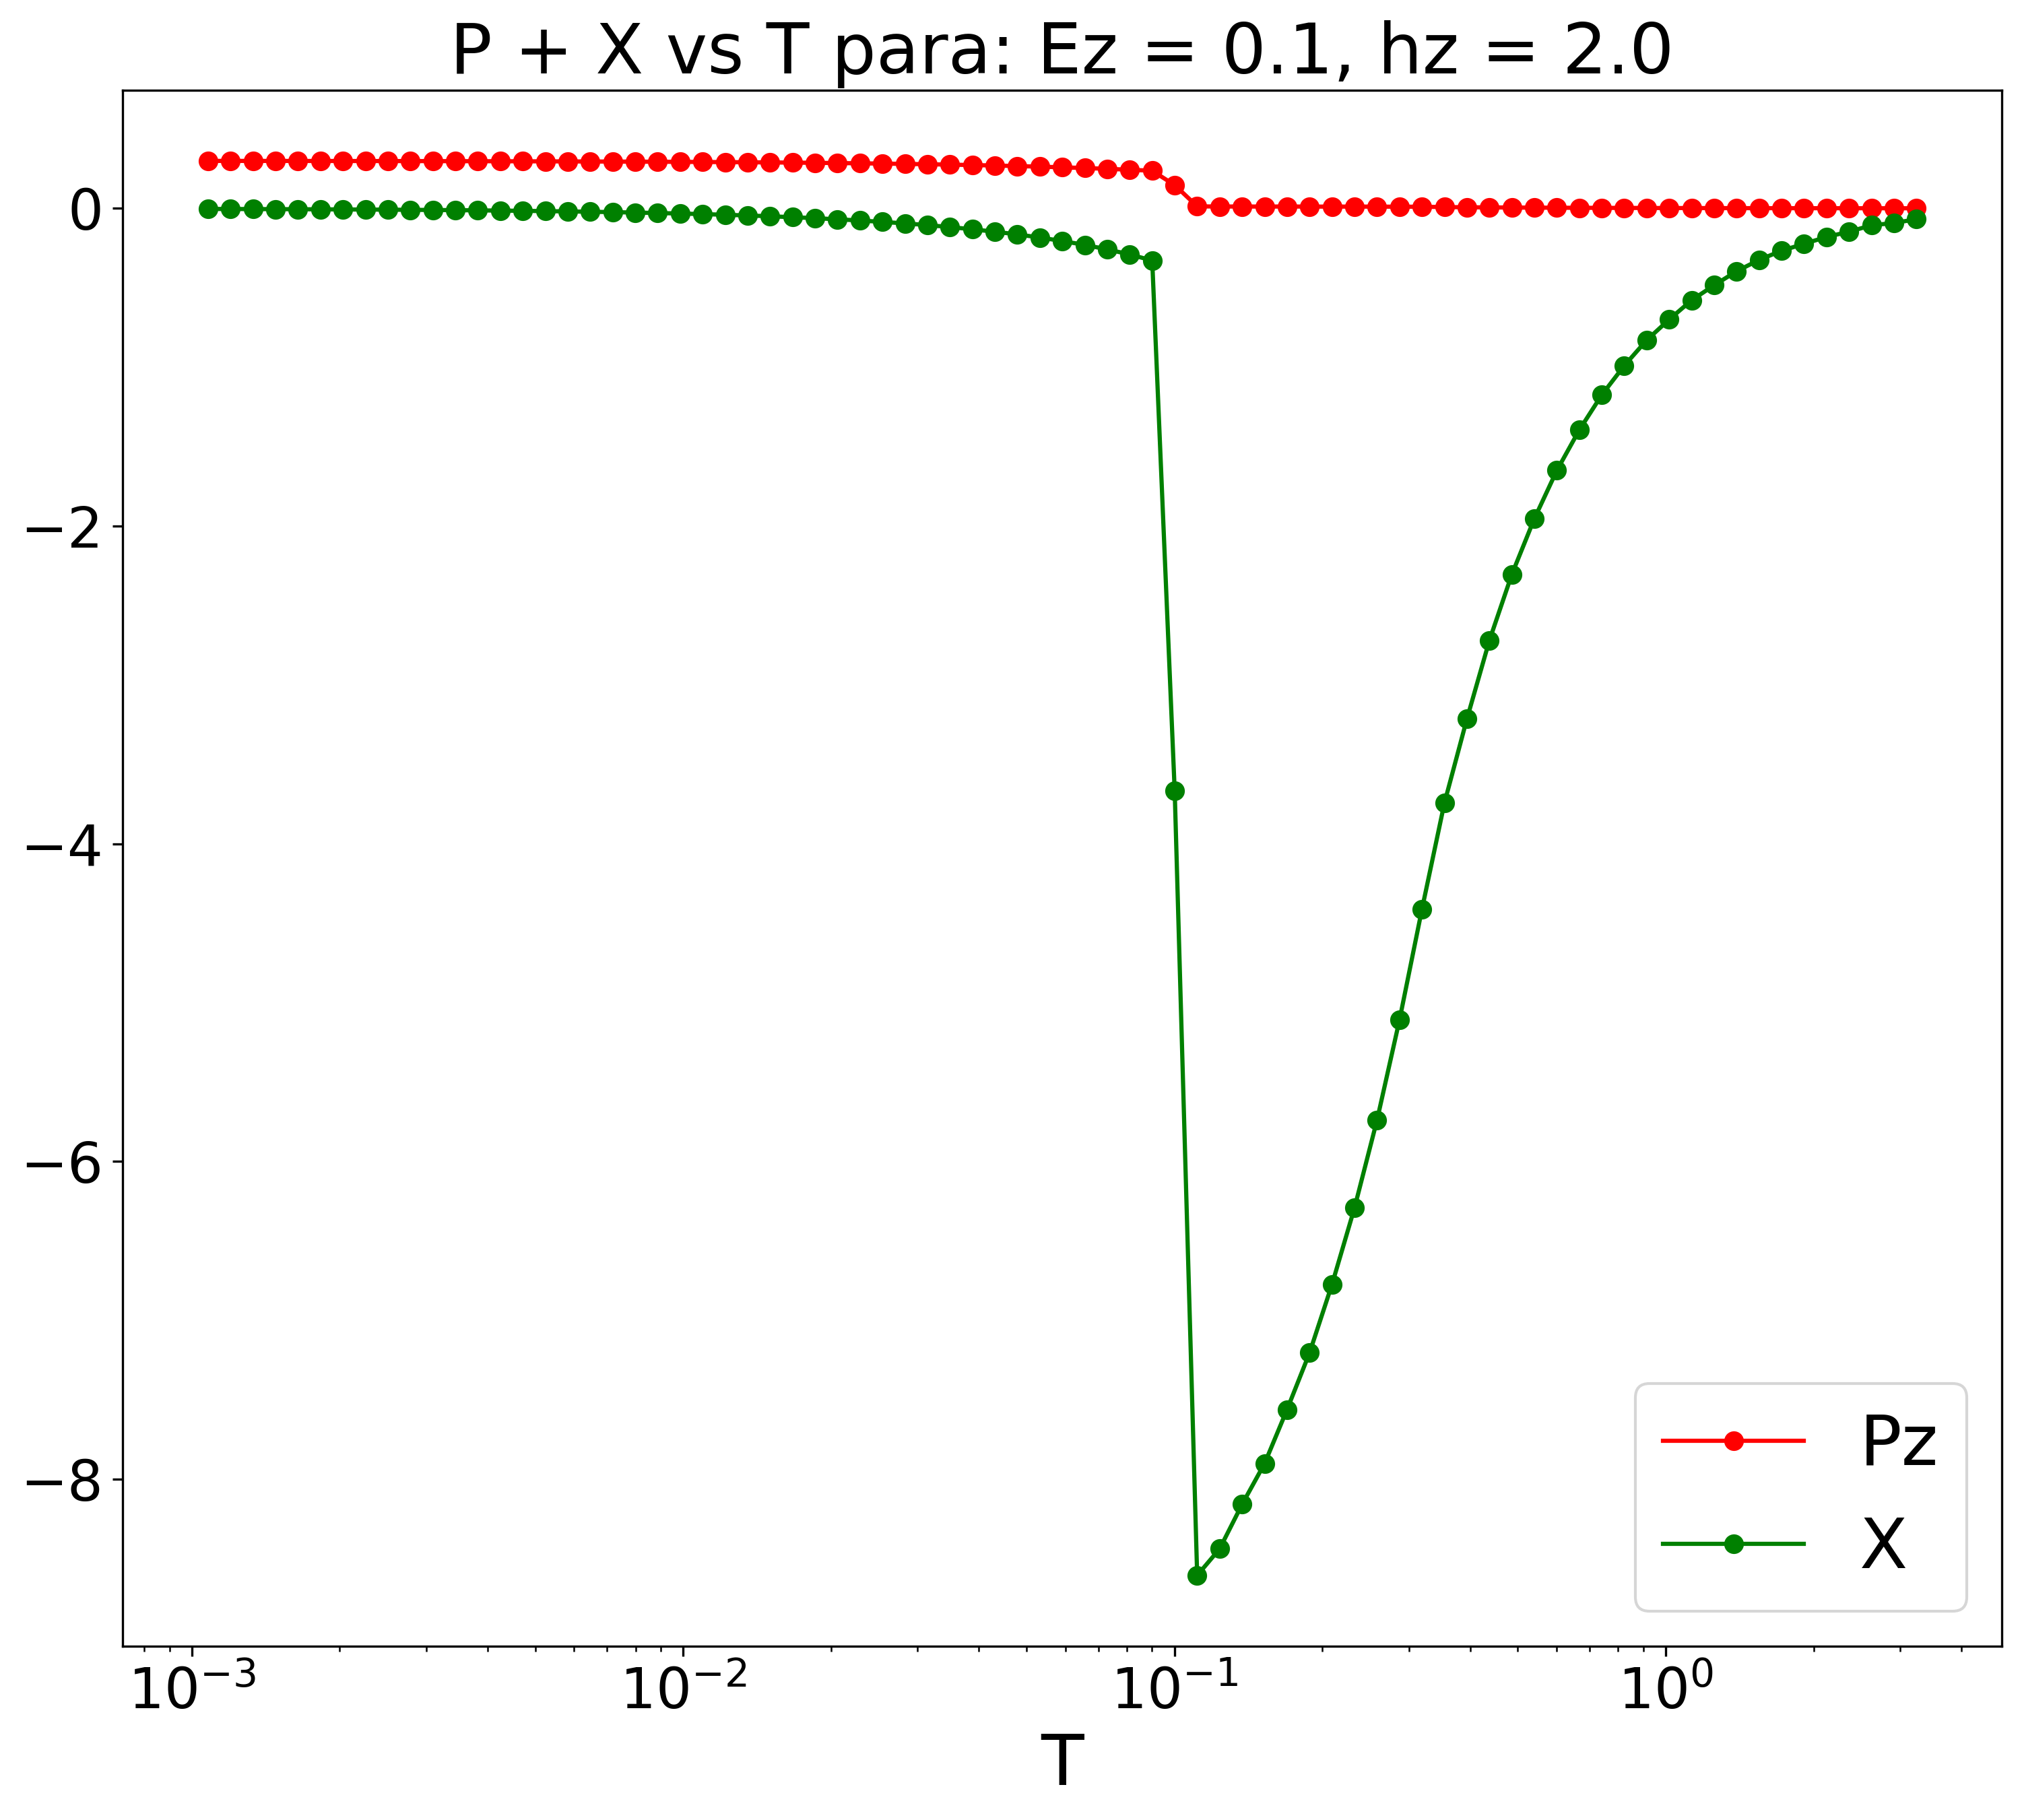 P + X vs T para: Ez = 0.1, hz = 2.0
0
−2
−4
−6
−8
Pz
X
10⁻³ 10⁻² 10⁻¹ 10⁰
T